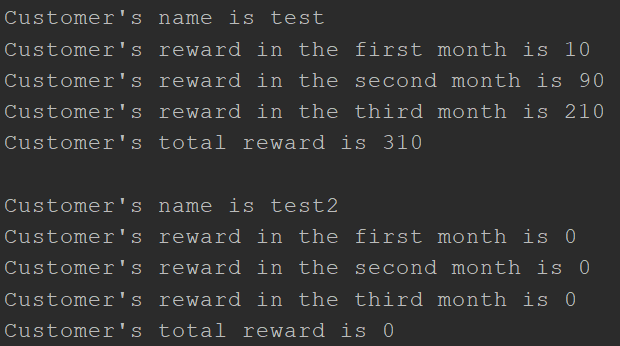 Customer's name is test
Customer's reward in the first month is 10
Customer's reward in the second month is 90
Customer's reward in the third month is 210
Customer's total reward is 310
Customer's name is test2
Customer's reward in the first month is 0
Customer's reward in the second month is 0
Customer's reward in the third month is 0
Customer's total reward is 0